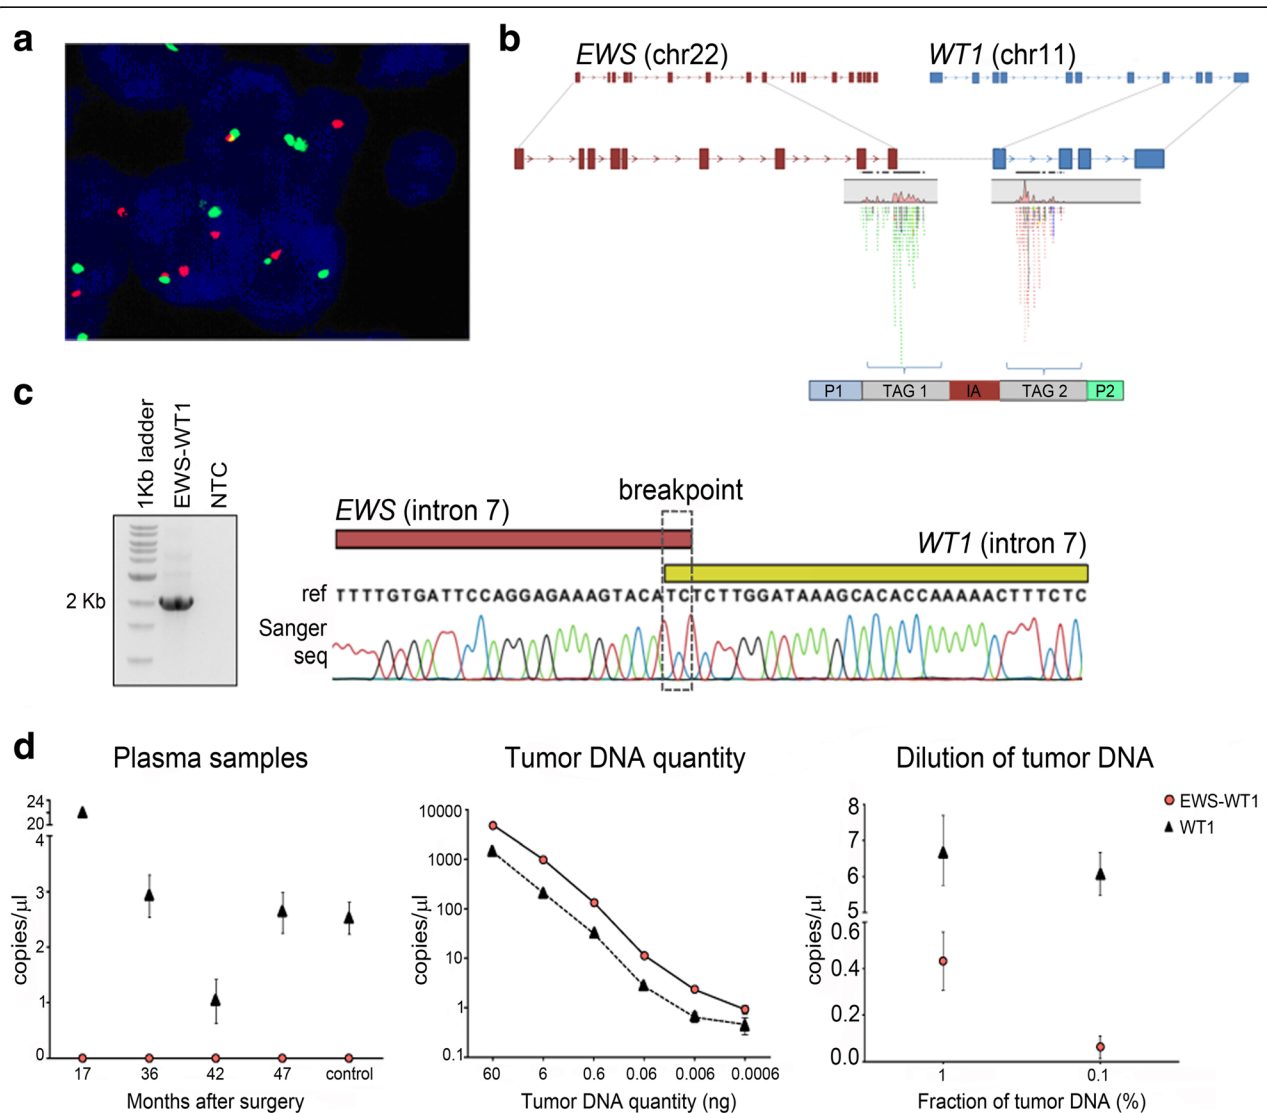 a
b
EWS (chr22)
WT1 (chr11)
P1 TAG 1 IA TAG 2 P2
c
1Kb ladder
EWS-WT1
NTC
2 Kb
breakpoint
EWS (intron 7)
WT1 (intron 7)
ref TTTTGTGATTCCAGGAGAAAGTACATCTCTTGGATAAAGCACACCAAAAACTTTCTC
Sanger
seq
d
Plasma samples
copies/µl
24
20
4
3
2
1
0
17 36 42 47 control
Months after surgery
Tumor DNA quantity
copies/µl
10000
1000
100
10
1
0.1
60 6 0.6 0.06 0.006 0.0006
Tumor DNA quantity (ng)
Dilution of tumor DNA
copies/µl
8
7
6
5
0.6
0.4
0.2
0.0
1 0.1
Fraction of tumor DNA (%)
EWS-WT1
WT1